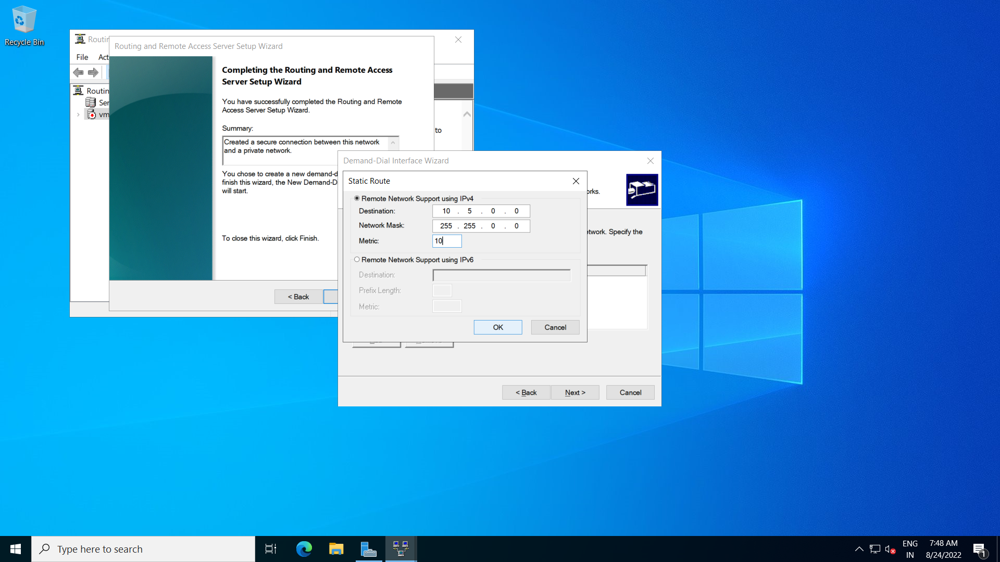 Recycle Bin
Routin
File
Act
Routin
Ser
vm
to
Routing and Remote Access Server Setup Wizard
Completing the Routing and Remote Access
Server Setup Wizard
You have successfully completed the Routing and Remote
Access Server Setup Wizard.
Summary:
Created a secure connection between this network
and a private network.
You chose to create a new demand-d
finish this wizard, the New Demand-D
will start.
To close this wizard, click Finish.
< Back
Demand-Dial Interface Wizard
orks.
etwork. Specify the
Static Route
Remote Network Support using IPv4
Destination: 10 . 5 . 0 . 0
Network Mask: 255 . 255 . 0 . 0
Metric: 10
Remote Network Support using IPv6
Destination:
Prefix Length:
Metric:
OK Cancel
< Back Next > Cancel
Type here to search
ENG
IN
7:48 AM
8/24/2022
1